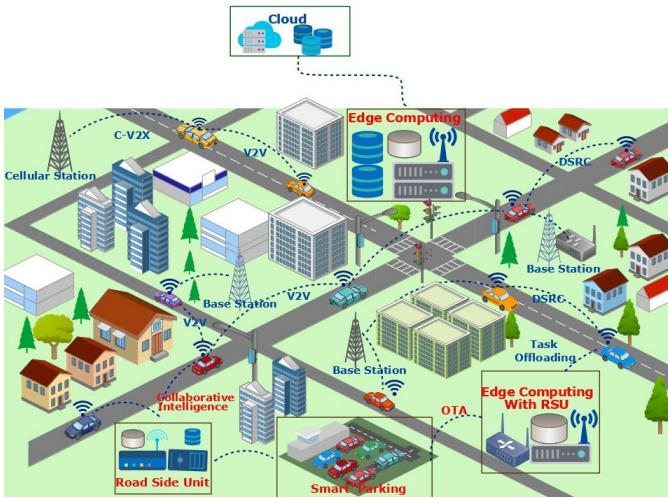 Cloud
Edge Computing
C-V2X
V2V
DSRC
Cellular Station
Base Station
Base Station
V2V
DSRC
V2V
Base Station
Task
Offloading
Collaborative
Intelligence
Edge Computing
With RSU
OTA
Road Side Unit
Smart Parking